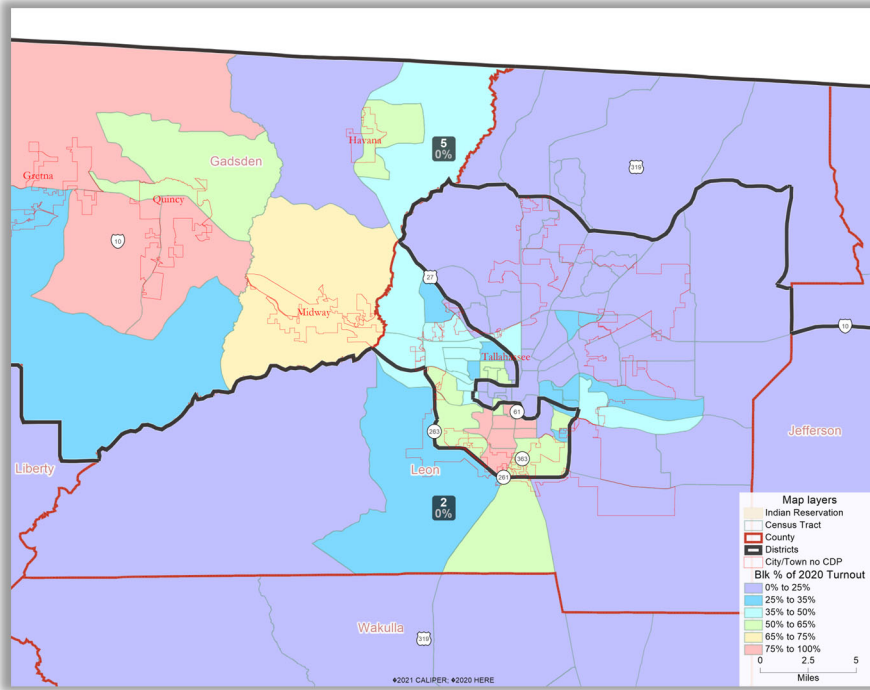 5
0%
319
Havana
Gadsden
Gretna
Quincy
10
27
Midway
10
Tallahassee
61
263
Jefferson
363
Liberty
Leon
261
2
0%
Wakulla
319
Map layers
Indian Reservation
Census Tract
County
Districts
City/Town no CDP
Blk % of 2020 Turnout
0% to 25%
25% to 35%
35% to 50%
50% to 65%
65% to 75%
75% to 100%
0 2.5 5
Miles
�2021 CALIPER; �2020 HERE